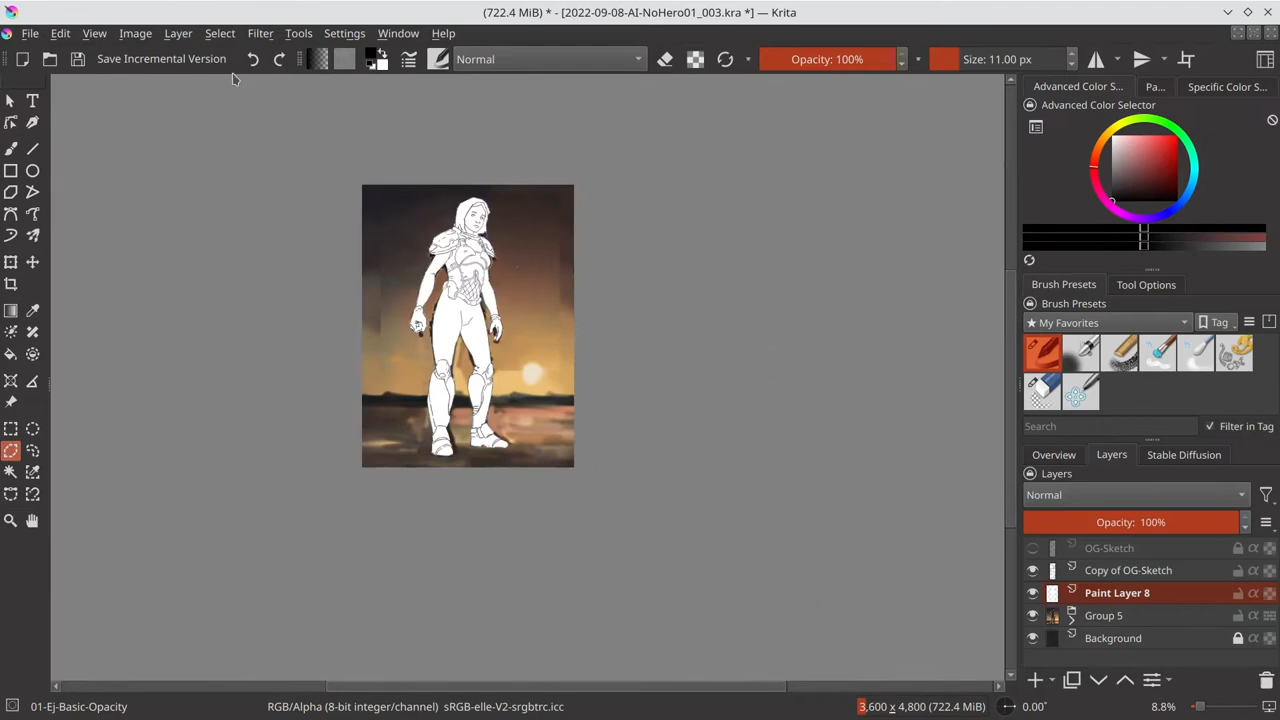 (722.4 MiB) * - [2022-09-08-AI-NoHero01_003.kra *] — Krita
File Edit View Image Layer Select Filter Tools Settings Window Help
Save Incremental Version Normal Opacity: 100% Size: 11.00 px
Advanced Color S... Pa... Specific Color S...
Advanced Color Selector
Brush Presets Tool Options
Brush Presets
★ My Favorites Tag
Search Filter in Tag
Overview Layers Stable Diffusion
Layers
Normal
Opacity: 100%
OG-Sketch
Copy of OG-Sketch
Paint Layer 8
Group 5
Background
01-Ej-Basic-Opacity RGB/Alpha (8-bit integer/channel) sRGB-elle-V2-srgbtrc.icc 3,600 x 4,800 (722.4 MiB) 0.00° 8.8%